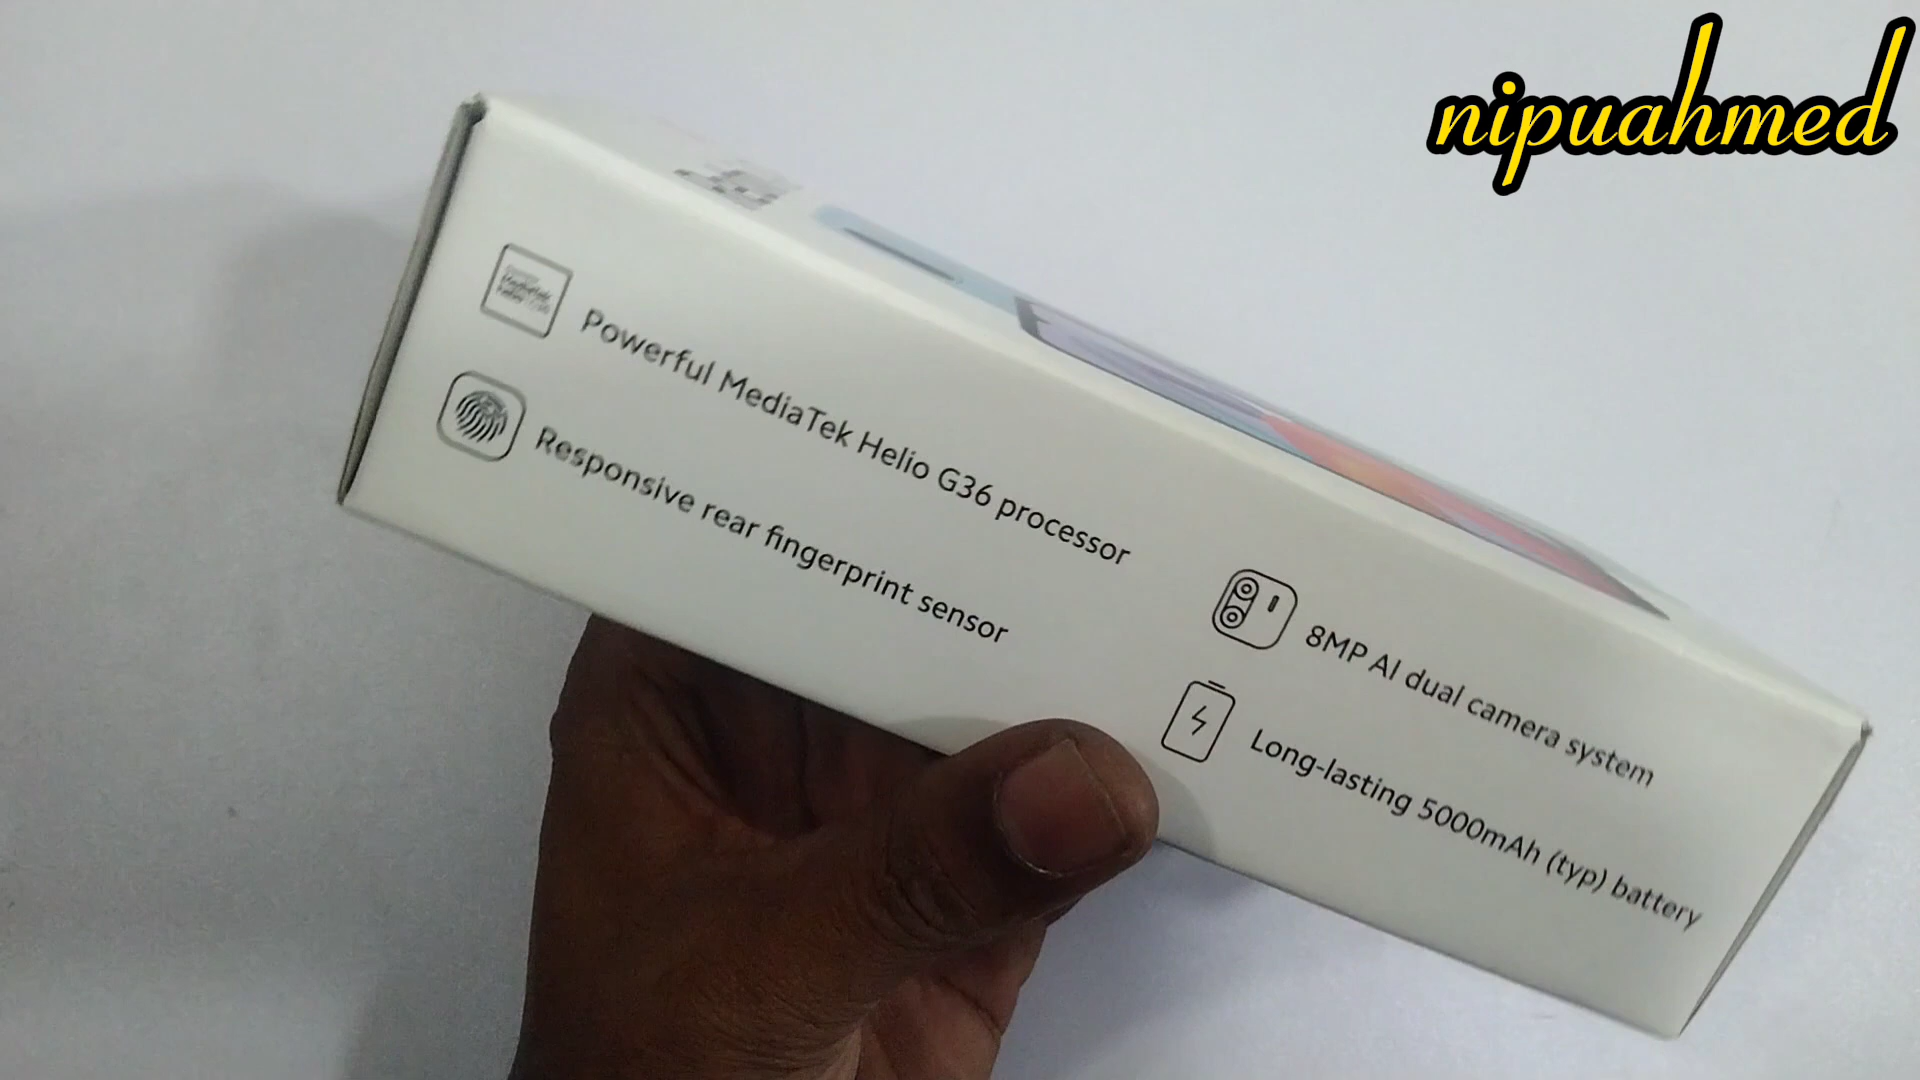 nipuahmed
Powerful MediaTek Helio G36 processor
Responsive rear fingerprint sensor
8MP AI dual camera system
Long-lasting 5000mAh (typ) battery